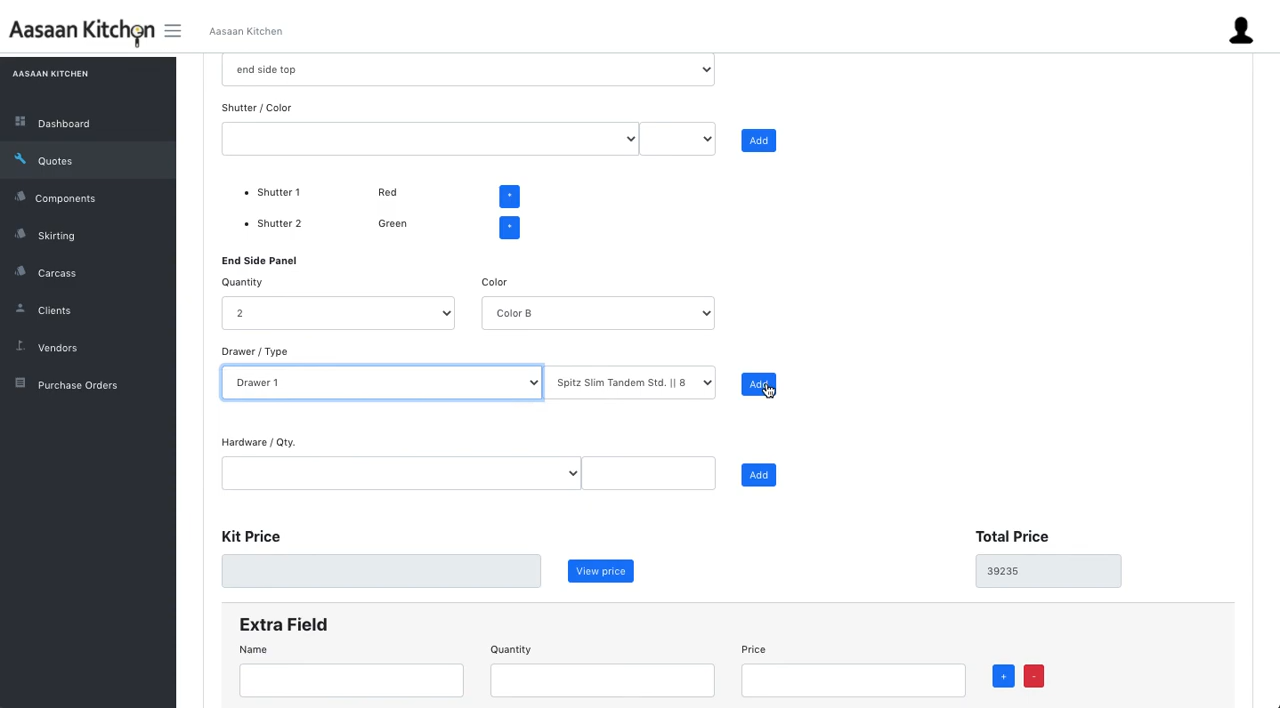 Aasaan Kitchen
Aasaan Kitchen
AASAAN KITCHEN
Dashboard
Quotes
Components
Skirting
Carcass
Clients
Vendors
Purchase Orders
end side top
Shutter / Color
Add
Shutter 1 Red *
Shutter 2 Green *
End Side Panel
Quantity Color
2 Color B
Drawer / Type
Drawer 1 Spitz Slim Tandem Std. || 8 Add
Hardware / Qty.
Add
Kit Price Total Price
View price 39235
Extra Field
Name Quantity Price
+ -